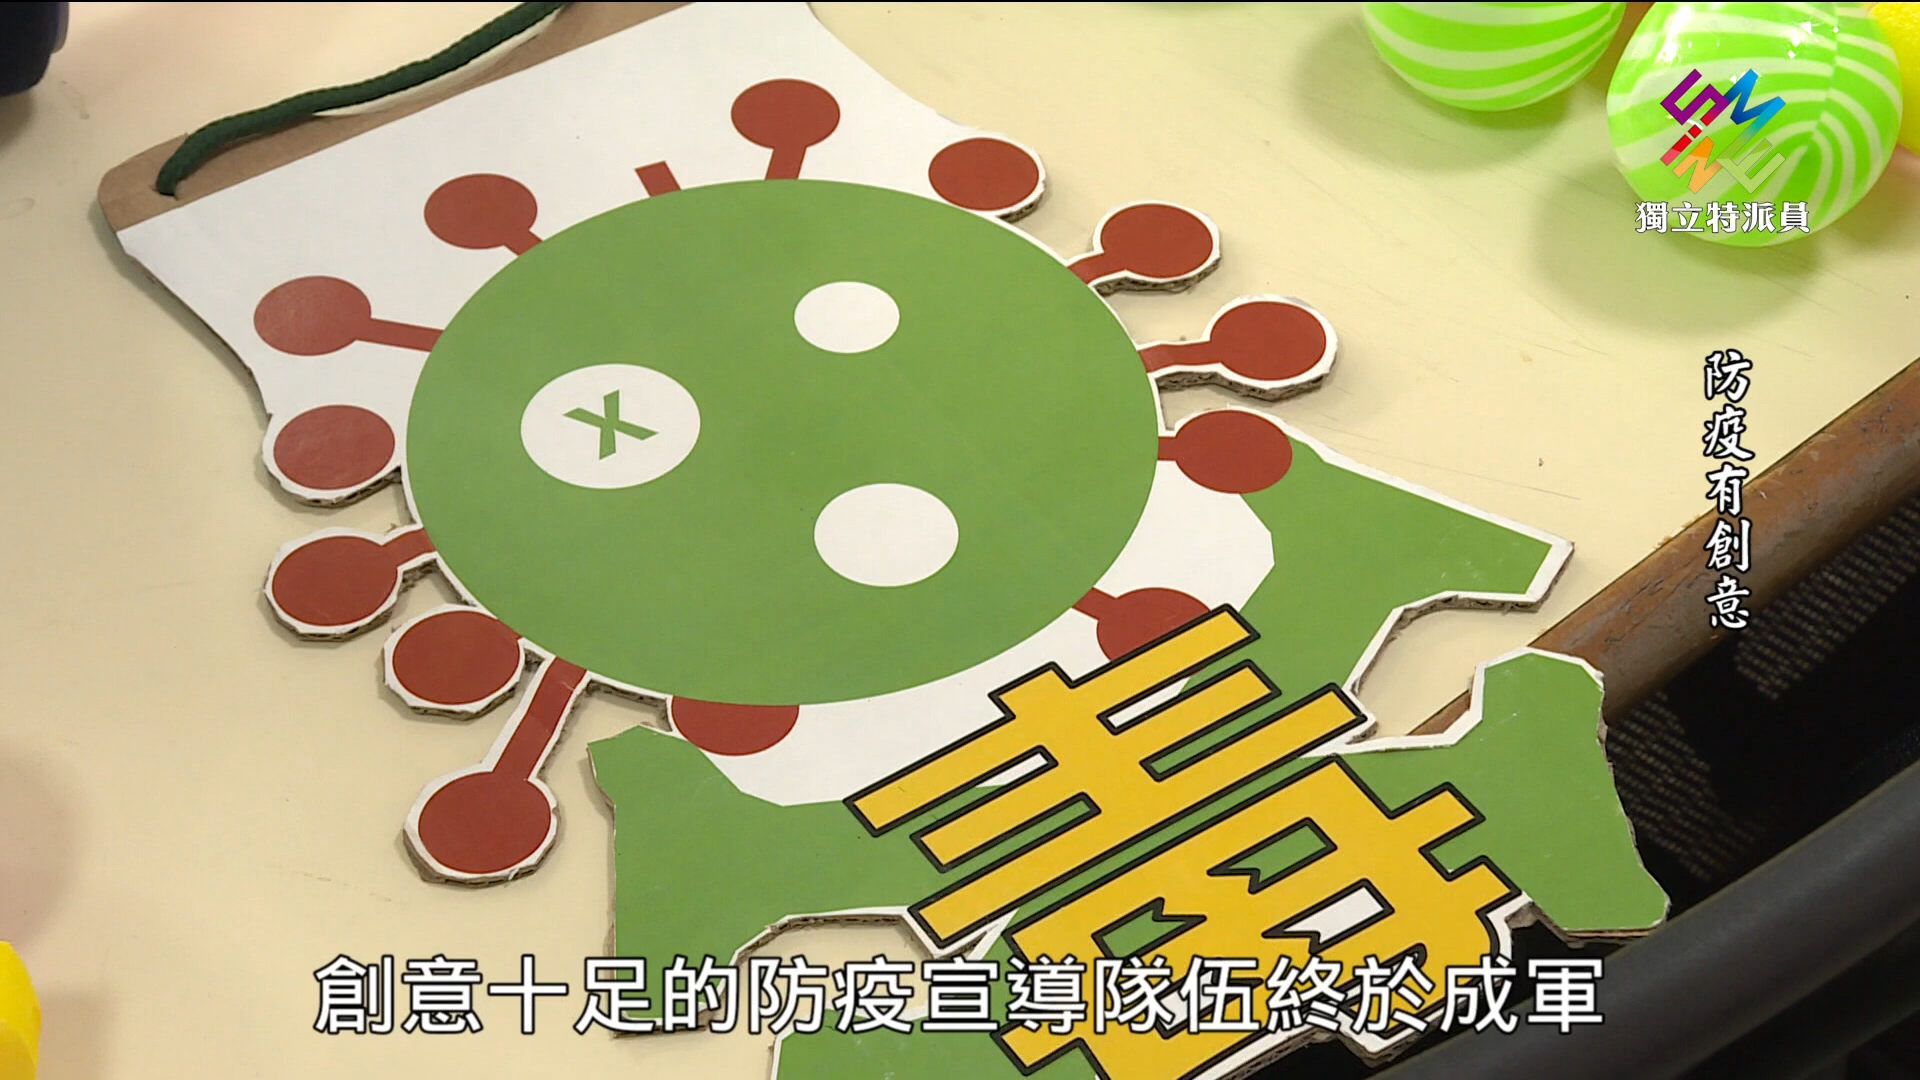 獨立特派員
防疫有創意
X
壽
創意十足的防疫宣導隊伍終於成軍